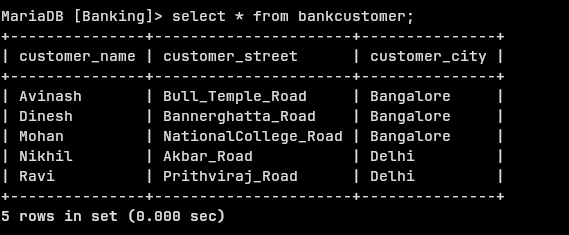 MariaDB [Banking]> select * from bankcustomer;
+---------------+----------------------+---------------+
| customer_name | customer_street      | customer_city |
+---------------+----------------------+---------------+
| Avinash       | Bull_Temple_Road     | Bangalore     |
| Dinesh        | Bannerghatta_Road    | Bangalore     |
| Mohan         | NationalCollege_Road | Bangalore     |
| Nikhil        | Akbar_Road           | Delhi         |
| Ravi          | Prithviraj_Road      | Delhi         |
+---------------+----------------------+---------------+
5 rows in set (0.000 sec)